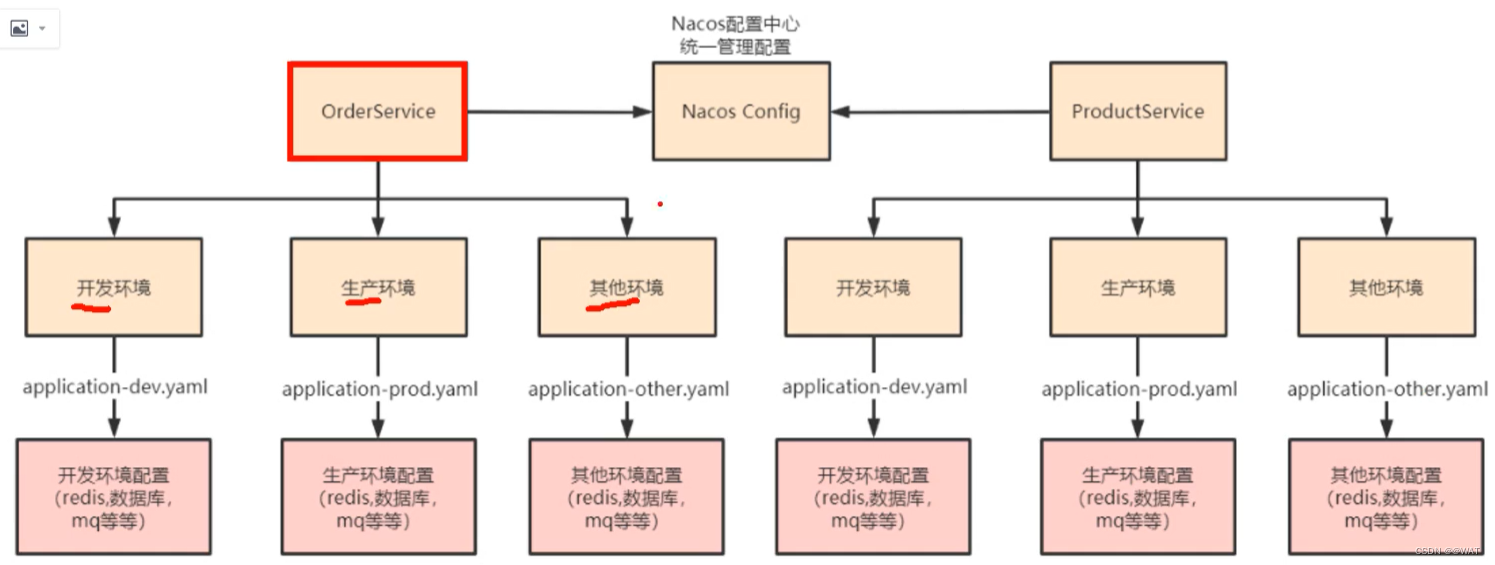 Nacos配置中心
统一管理配置
OrderService
Nacos Config
ProductService
开发环境
生产环境
其他环境
开发环境
生产环境
其他环境
application-dev.yaml
application-prod.yaml
application-other.yaml
application-dev.yaml
application-prod.yaml
application-other.yaml
开发环境配置
(redis,数据库,
mq等等)
生产环境配置
(redis,数据库,
mq等等)
其他环境配置
(redis,数据库,
mq等等)
开发环境配置
(redis,数据库,
mq等等)
生产环境配置
(redis,数据库,
mq等等)
其他环境配置
(redis,数据库,
mq等等)